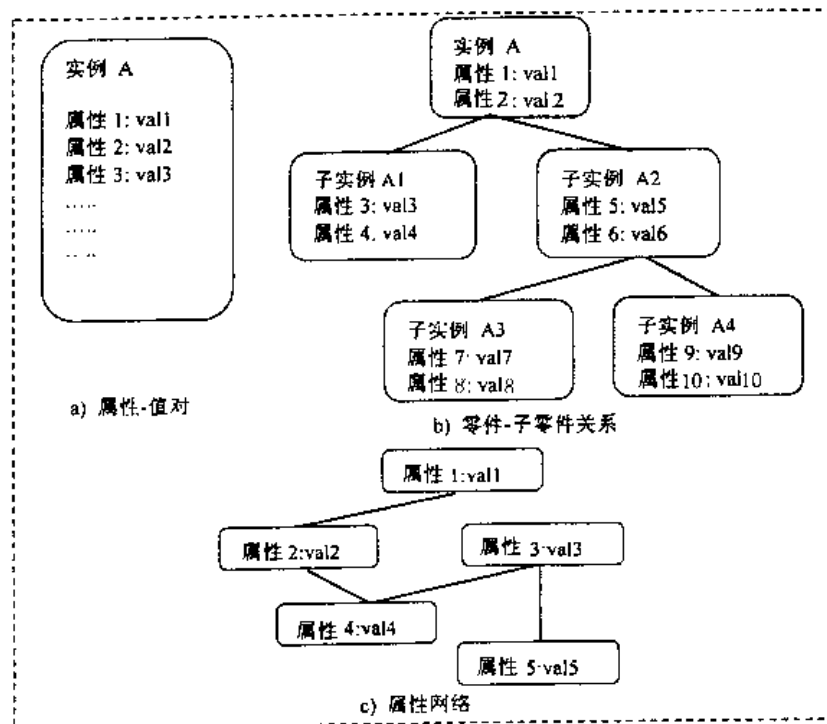 实例 A
属性 1: val1
属性 2: val2
属性 3: val3
.....
.....
.....
a) 属性-值对
实例 A
属性 1: val1
属性 2: val2
子实例 A1
属性 3: val3
属性 4: val4
子实例 A2
属性 5: val5
属性 6: val6
子实例 A3
属性 7: val7
属性 8: val8
子实例 A4
属性 9: val9
属性10: val10
b) 零件-子零件关系
属性 1:val1
属性 2:val2
属性 3:val3
属性 4:val4
属性 5:val5
c) 属性网络